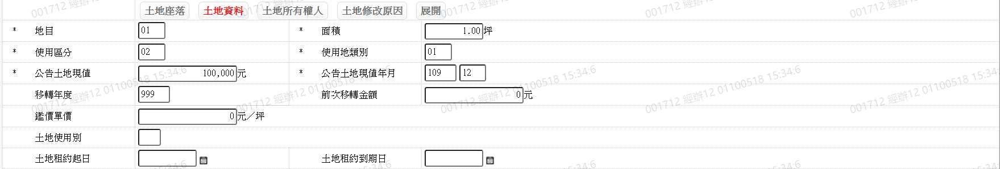 土地座落 土地資料 土地所有權人 土地修改原因 展開
* 地目 01 * 面積 1.00坪
* 使用區分 02 * 使用地類別 01
* 公告土地現值 100,000元 * 公告土地現值年月 109 12
移轉年度 999 前次移轉金額 0元
鑑價單價 0元／坪
土地使用別
土地租約起日 土地租約到期日
001712 經辦12 01100518 15:34:6